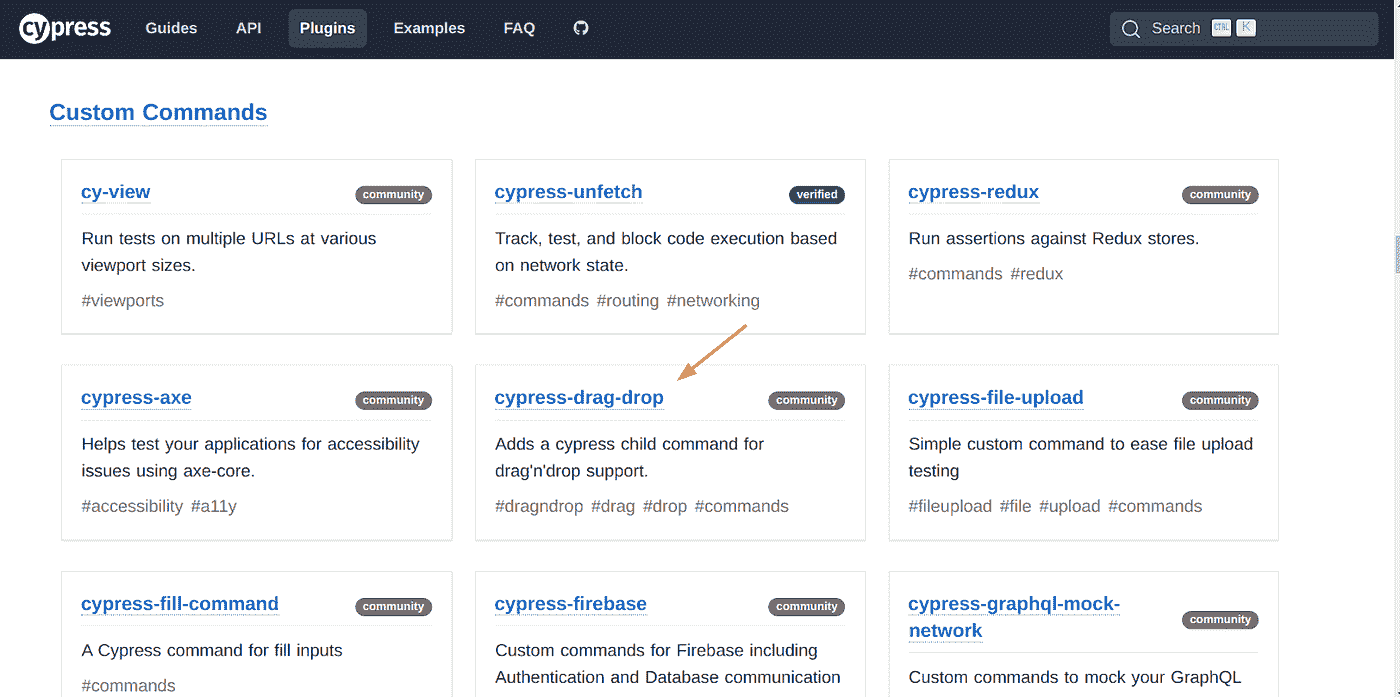 cypress Guides API Plugins Examples FAQ Search CTRL K
Custom Commands
cy-view community
Run tests on multiple URLs at various
viewport sizes.
#viewports
cypress-unfetch verified
Track, test, and block code execution based
on network state.
#commands #routing #networking
cypress-redux community
Run assertions against Redux stores.
#commands #redux
cypress-axe community
Helps test your applications for accessibility
issues using axe-core.
#accessibility #a11y
cypress-drag-drop community
Adds a cypress child command for
drag'n'drop support.
#dragndrop #drag #drop #commands
cypress-file-upload community
Simple custom command to ease file upload
testing
#fileupload #file #upload #commands
cypress-fill-command community
A Cypress command for fill inputs
#commands
cypress-firebase community
Custom commands for Firebase including
Authentication and Database communication
cypress-graphql-mock-
network community
Custom commands to mock your GraphQL